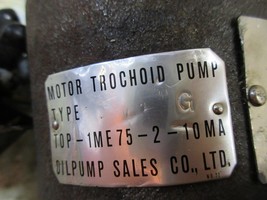 MOTOR TROCHOID PUMP
TYPE G
TOP-1ME75-2-10MA
OILPUMP SALES CO., LTD.